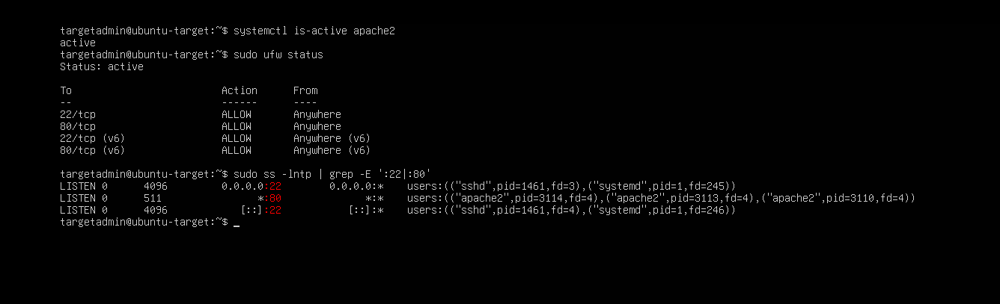 targetadmin@ubuntu-target:~$ systemctl is-active apache2
active
targetadmin@ubuntu-target:~$ sudo ufw status
Status: active
To                         Action      From
--                         ------      ----
22/tcp                     ALLOW       Anywhere
80/tcp                     ALLOW       Anywhere
22/tcp (v6)                ALLOW       Anywhere (v6)
80/tcp (v6)                ALLOW       Anywhere (v6)
targetadmin@ubuntu-target:~$ sudo ss -lntp | grep -E ':22|:80'
LISTEN 0      4096         0.0.0.0:22        0.0.0.0:*    users:(("sshd",pid=1461,fd=3),("systemd",pid=1,fd=245))
LISTEN 0      511                *:80              *:*    users:(("apache2",pid=3114,fd=4),("apache2",pid=3113,fd=4),("apache2",pid=3110,fd=4))
LISTEN 0      4096            [::]:22           [::]:*    users:(("sshd",pid=1461,fd=4),("systemd",pid=1,fd=246))
targetadmin@ubuntu-target:~$ _